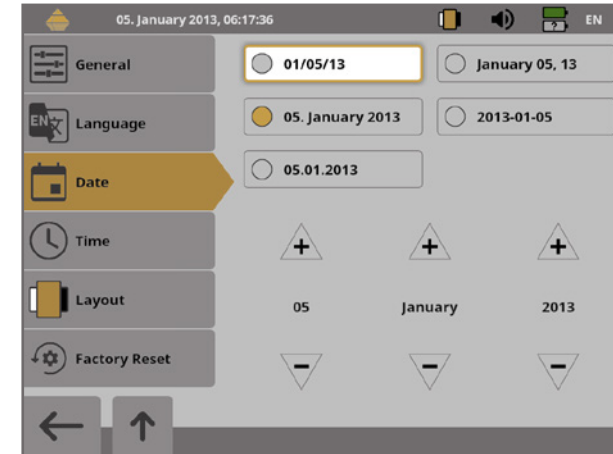 05. January 2013, 06:17:36
?
EN
General
EN
Language
Date
Time
Layout
Factory Reset
01/05/13
January 05, 13
05. January 2013
2013-01-05
05.01.2013
+ + +
05 January 2013
- - -